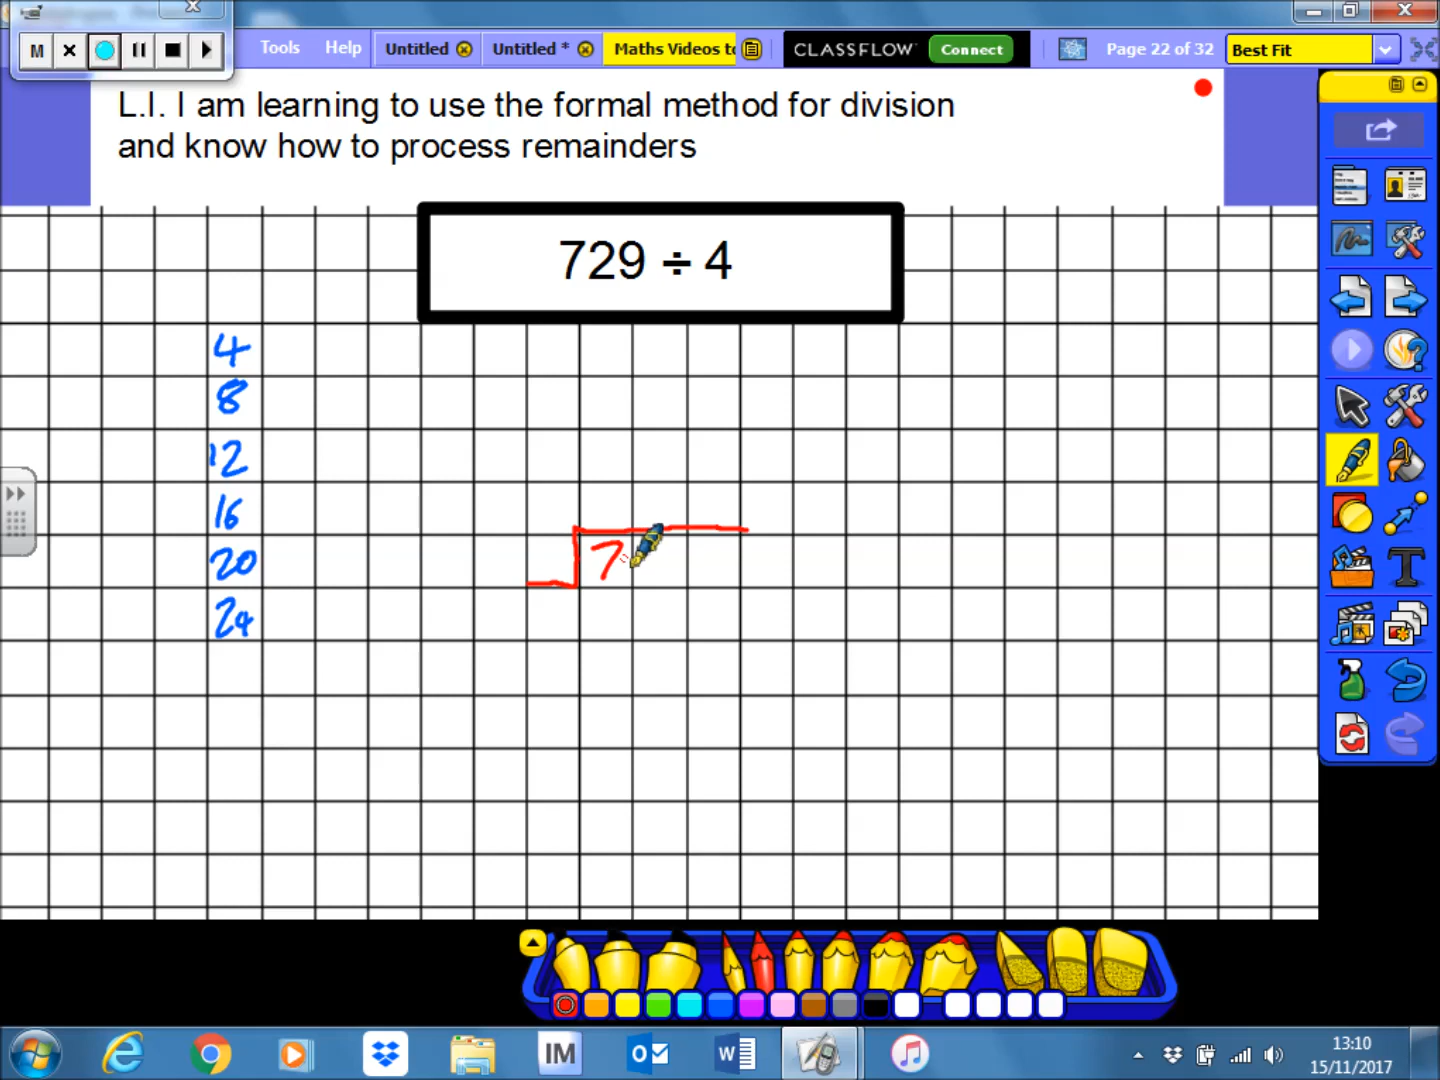 M
Tools Help Untitled Untitled * Maths Videos to CLASSFLOW Connect Page 22 of 32 Best Fit
L.I. I am learning to use the formal method for division
and know how to process remainders
729 ÷ 4
4
8
12
16
20
24
7
T
IM
13:10
15/11/2017